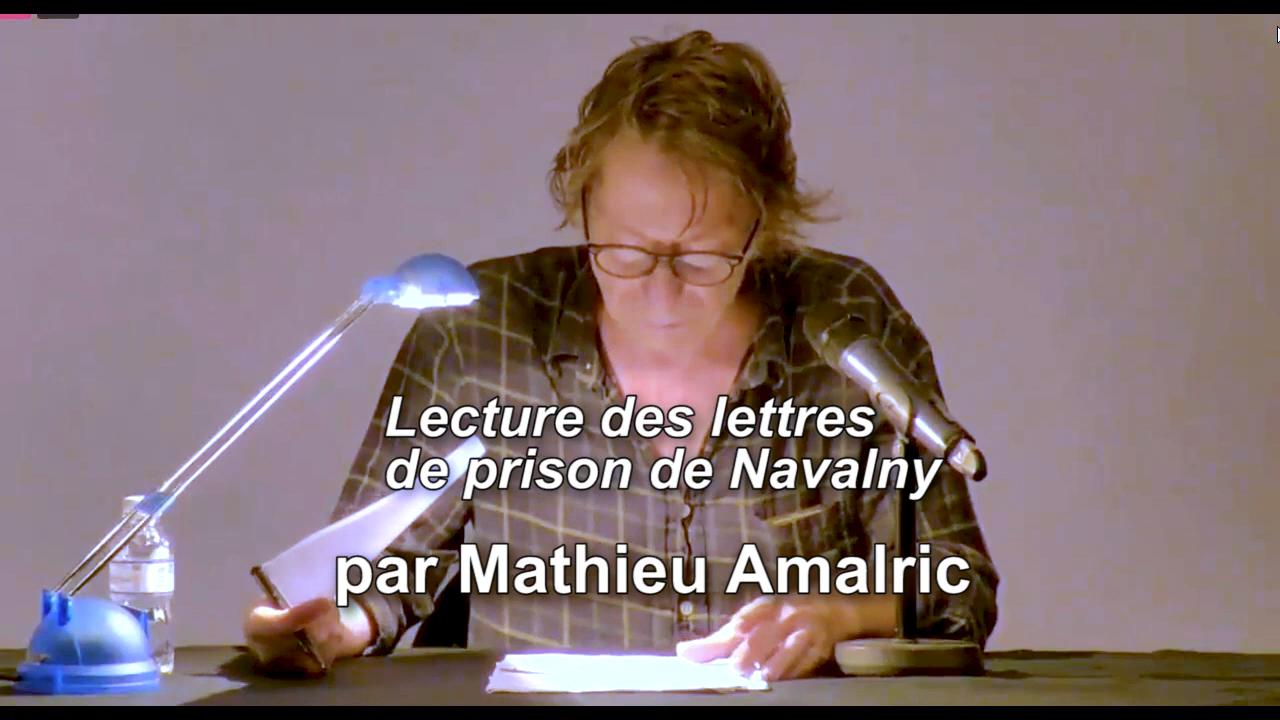 Lecture des lettres
de prison de Navalny
par Mathieu Amalric